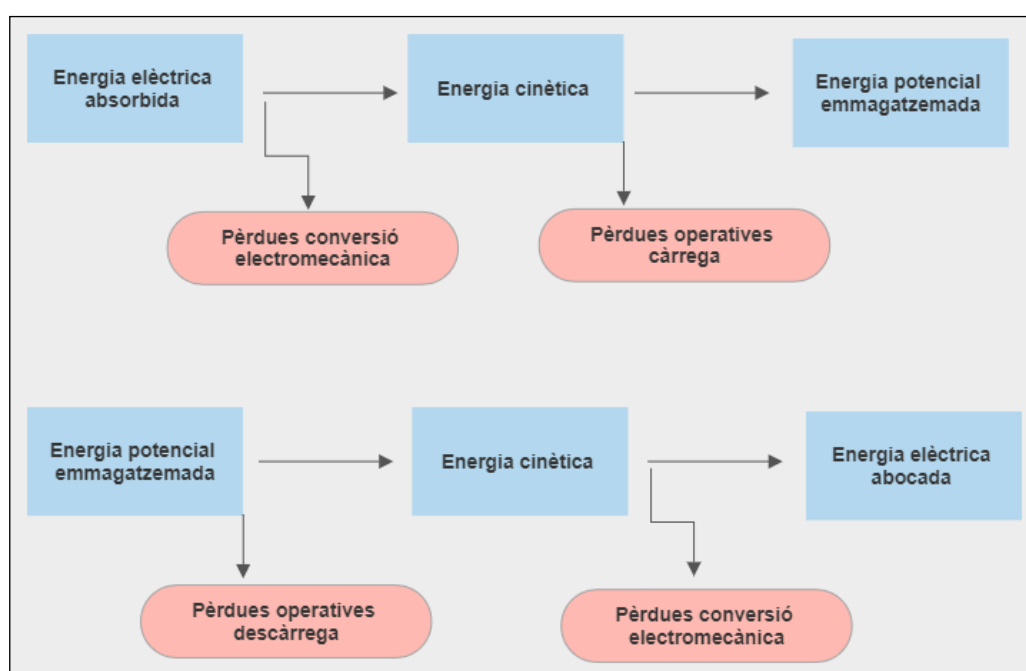 Energia elèctrica
absorbida
Energia cinètica
Energia potencial
emmagatzemada
Pèrdues conversió
electromecànica
Pèrdues operatives
càrrega
Energia potencial
emmagatzemada
Energia cinètica
Energia elèctrica
abocada
Pèrdues operatives
descàrrega
Pèrdues conversió
electromecànica